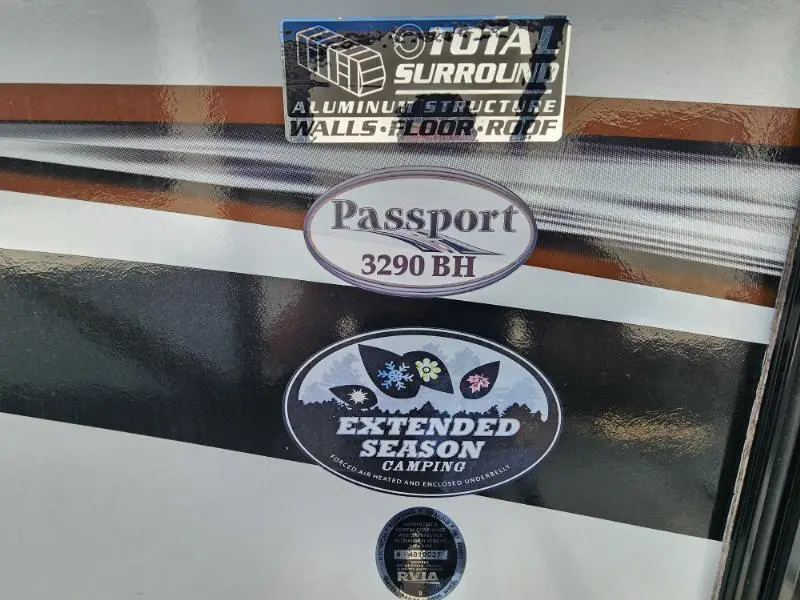 TOTAL
SURROUND
ALUMINUM STRUCTURE
WALLS•FLOOR•ROOF
Passport
3290 BH
EXTENDED
SEASON
CAMPING
FORCED AIR HEATED AND ENCLOSED UNDERBELLY
RVIA